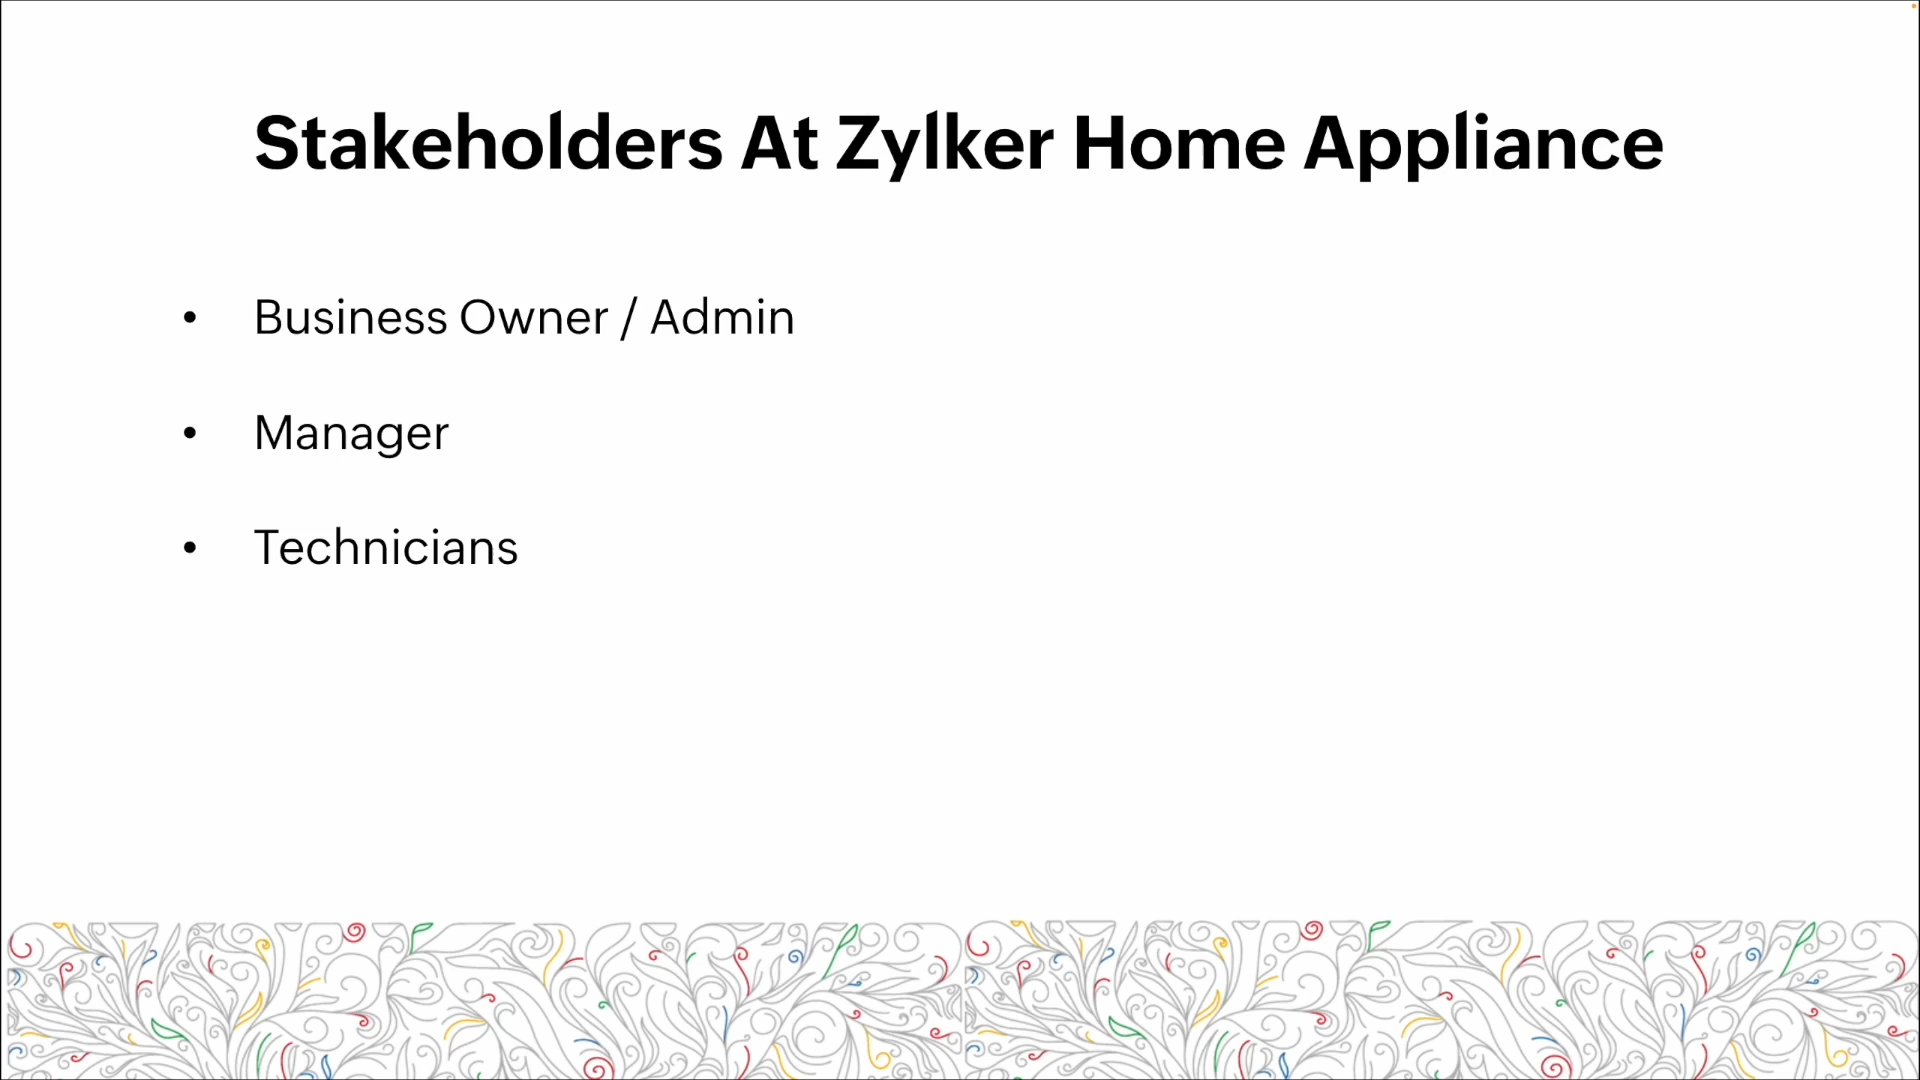 Stakeholders At Zylker Home Appliance
• Business Owner / Admin
• Manager
• Technicians